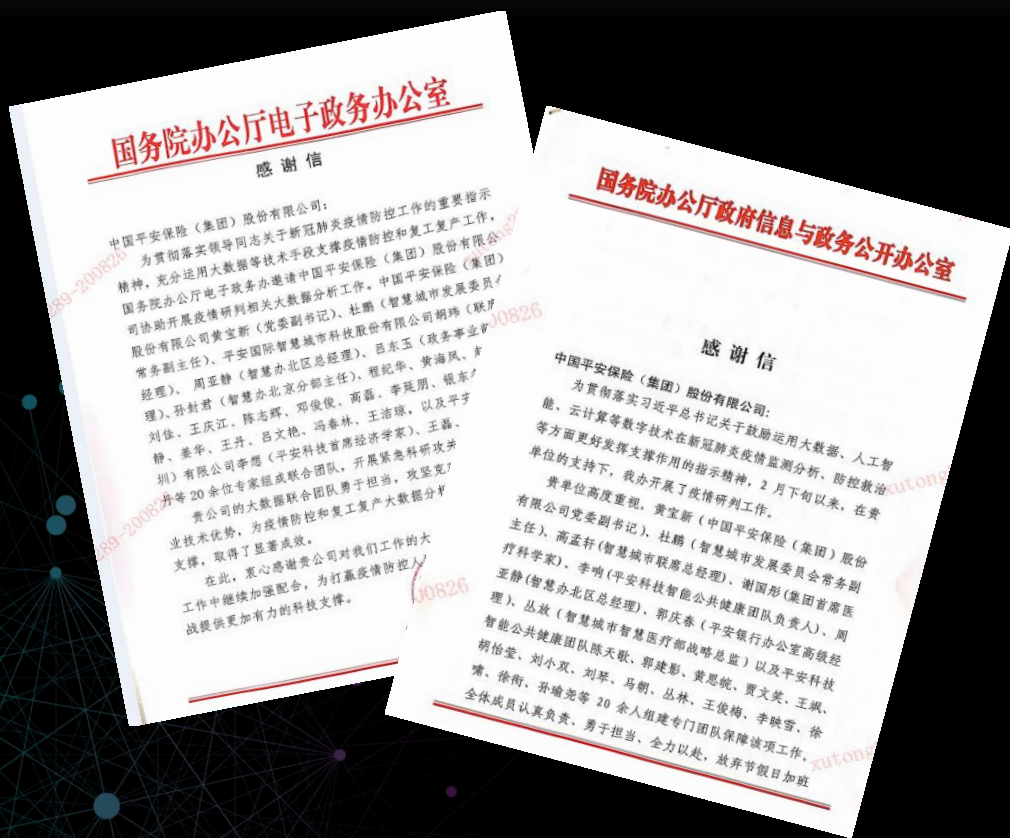 国务院办公厅电子政务办公室
感谢信
中国平安保险（集团）股份有限公司：
为贯彻落实领导同志关于新冠肺炎疫情防控工作的重要指示
精神，充分运用大数据等技术手段支撑疫情防控和复工复产工作，
国务院办公厅电子政务办邀请中国平安保险（集团）股份有限公
司协助开展疫情研判相关大数据分析工作。中国平安保险（集团）
股份有限公司黄宝新（党委副书记）、杜鹏（智慧城市发展委员
常务副主任）、平安国际智慧城市科技股份有限公司胡玮（联席
经理）、周亚静（智慧办北区总经理）、吕东玉（政务事业部
理）、孙封君（智慧办北京分部主任）、程纪华、黄海凤、
刘佳、王庆江、陈志辉、邓俊俊、高磊、李延朋、银东
静、姜华、王丹、吕文艳、冯春林、王洁琼，以及平安
圳）有限公司李想（平安科技首席经济学家）、王磊、
丹等20余位专家组成联合团队，开展紧急科研攻关
贵公司的大数据联合团队勇于担当，攻坚克
业技术优势，为疫情防控和复工复产大数据分析
支撑，取得了显著成效。
在此，衷心感谢贵公司对我们工作的大
工作中继续加强配合，为打赢疫情防控人
战提供更加有力的科技支撑。
289-200826
289-20082
00826
国务院办公厅政府信息与政务公开办公室
感谢信
中国平安保险（集团）股份有限公司：
为贯彻落实习近平总书记关于鼓励运用大数据、人工智
能、云计算等数字技术在新冠肺炎疫情监测分析、防控救治
等方面更好发挥支撑作用的指示精神，2月下旬以来，在贵
单位的支持下，我办开展了疫情研判工作。
贵单位高度重视，黄宝新（中国平安保险（集团）股份
有限公司党委副书记）、杜鹏（智慧城市发展委员会常务副
主任）、高孟轩(智慧城市联席总经理)、谢国彤(集团首席医
疗科学家)、李响(平安科技智能公共健康团队负责人)、周
亚静(智慧办北区总经理)、郭庆春（平安银行办公室高级经
理）、丛放（智慧城市智慧医疗部战略总监）以及平安科技
智能公共健康团队陈天歌、郭建影、黄思皖、贾文笑、王飒、
胡怡莹、刘小双、刘琴、马朝、丛林、王俊梅、李映雪、徐
啸、徐衔、孙瑜尧等 20 余人组建专门团队保障该项工作。
全体成员认真负责、勇于担当、全力以赴，放弃节假日加班
00826
xutong
xutong